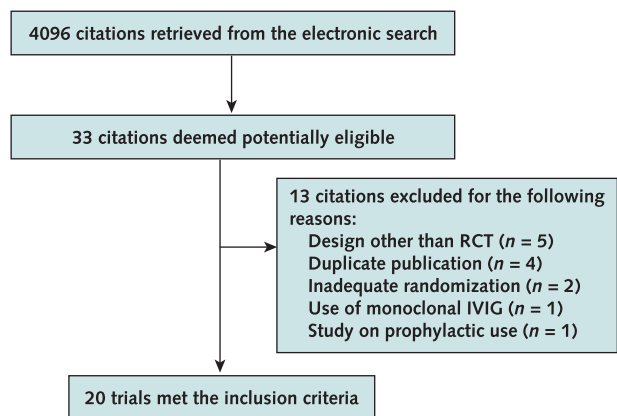 4096 citations retrieved from the electronic search
33 citations deemed potentially eligible
13 citations excluded for the following
reasons:
Design other than RCT (n = 5)
Duplicate publication (n = 4)
Inadequate randomization (n = 2)
Use of monoclonal IVIG (n = 1)
Study on prophylactic use (n = 1)
20 trials met the inclusion criteria